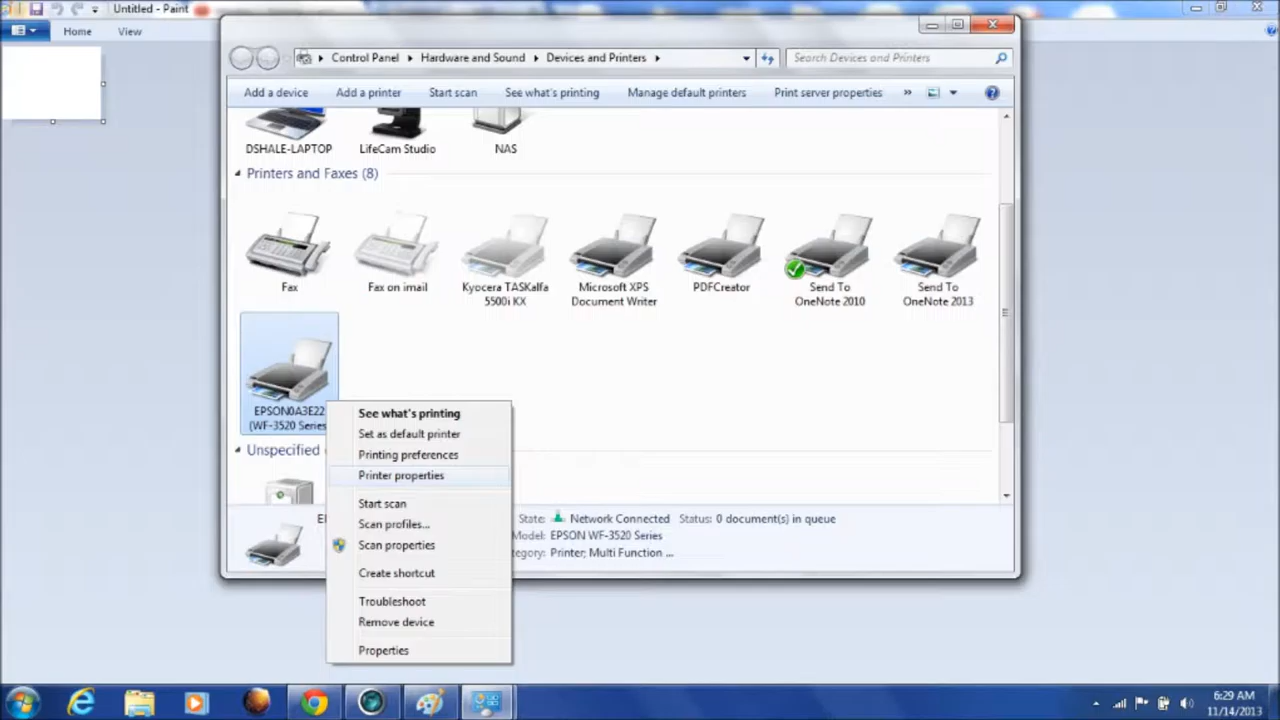 Untitled - Paint
Home View
Control Panel Hardware and Sound Devices and Printers
Search Devices and Printers
Add a device Add a printer Start scan See what's printing Manage default printers Print server properties »
DSHALE-LAPTOP LifeCam Studio NAS
Printers and Faxes (8)
Fax
Fax on imail
Kyocera TASKalfa
5500i KX
Microsoft XPS
Document Writer
PDFCreator
Send To
OneNote 2010
Send To
OneNote 2013
EPSON0A3E22
(WF-3520 Series
See what's printing
Set as default printer
Printing preferences
Printer properties
Start scan
Scan profiles...
Scan properties
Create shortcut
Troubleshoot
Remove device
Properties
Unspecified (
State: Network Connected Status: 0 document(s) in queue
Model: EPSON WF-3520 Series
tegory: Printer; Multi Function ...
6:29 AM
11/14/2013